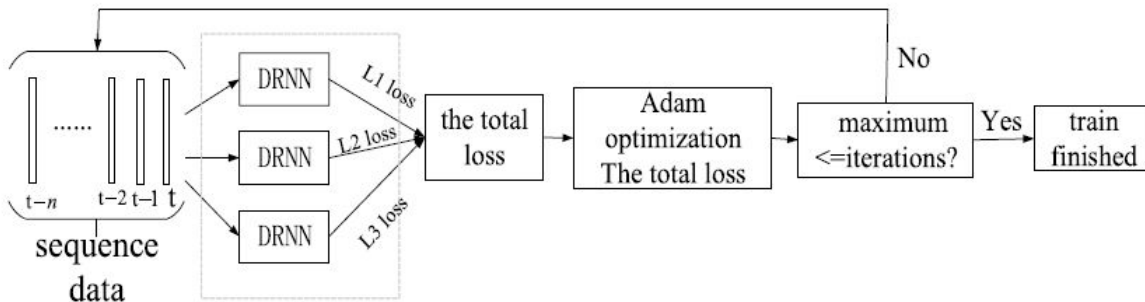 No
t-n
......
t-2
t-1
t
sequence
data
DRNN
DRNN
DRNN
L1 loss
L2 loss
L3 loss
the total
loss
Adam
optimization
The total loss
maximum
<=iterations?
Yes
train
finished